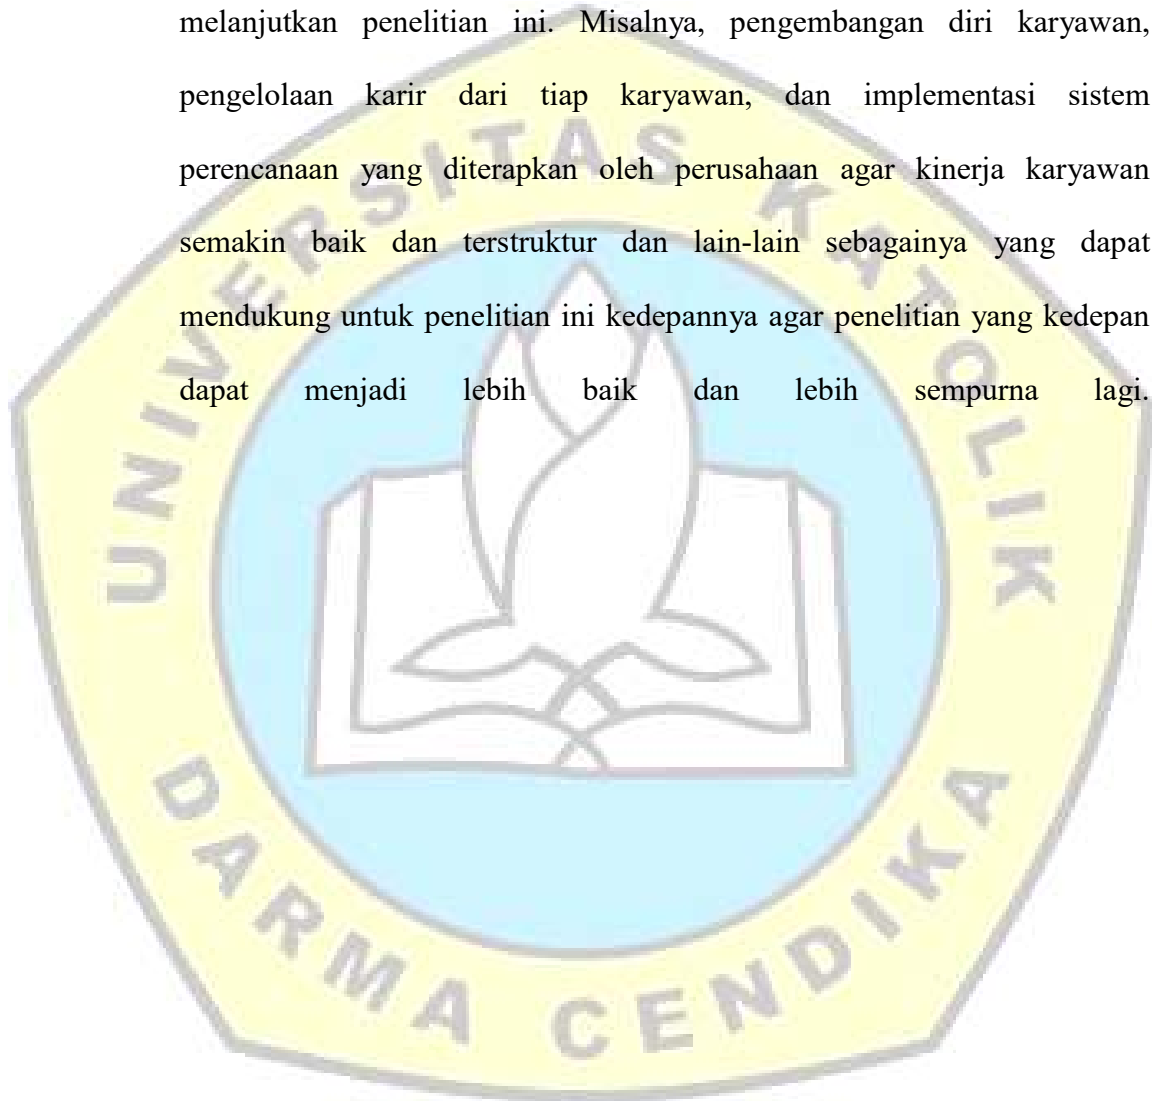 melanjutkan penelitian ini. Misalnya, pengembangan diri karyawan,
pengelolaan karir dari tiap karyawan, dan implementasi sistem
perencanaan yang diterapkan oleh perusahaan agar kinerja karyawan
semakin baik dan terstruktur dan lain-lain sebagainya yang dapat
mendukung untuk penelitian ini kedepannya agar penelitian yang kedepan
dapat menjadi lebih baik dan lebih sempurna lagi.
UNIVERSITAS KATOLIK
DARMA CENDIKA